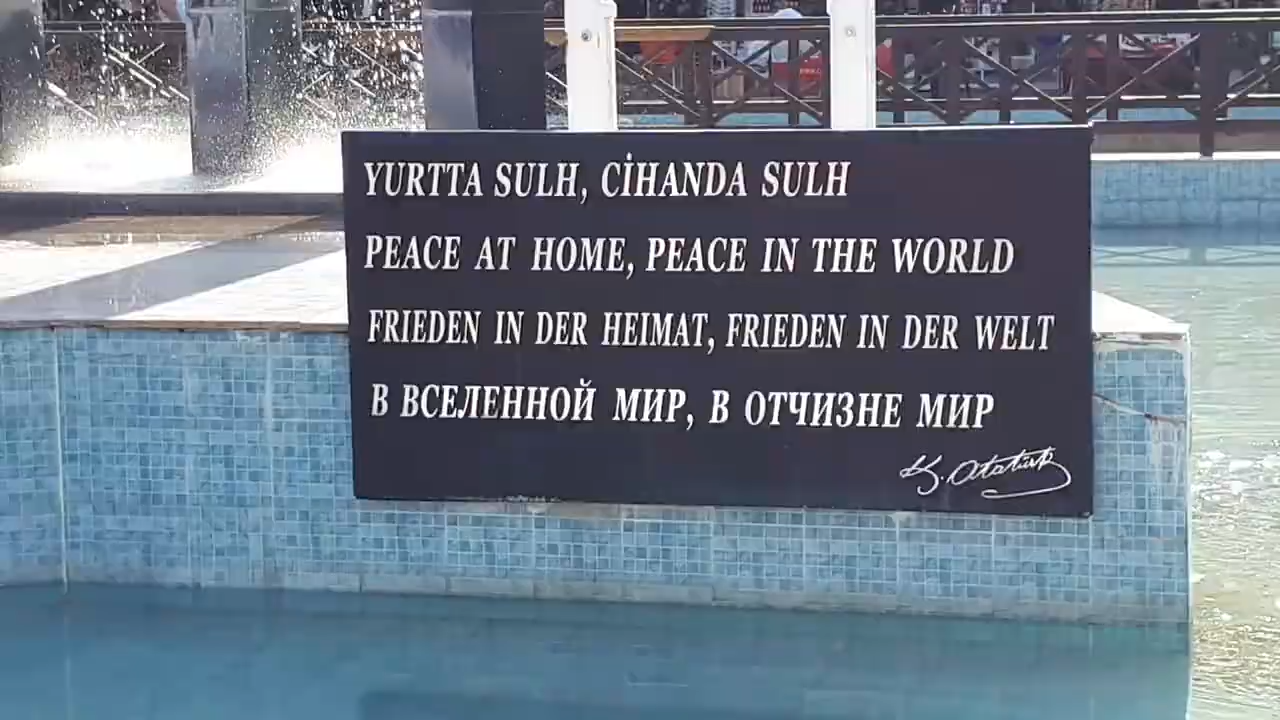 YURTTA SULH, CİHANDA SULH
PEACE AT HOME, PEACE IN THE WORLD
FRIEDEN IN DER HEIMAT, FRIEDEN IN DER WELT
В ВСЕЛЕННОЙ МИР, В ОТЧИЗНЕ МИР
K. Atatürk